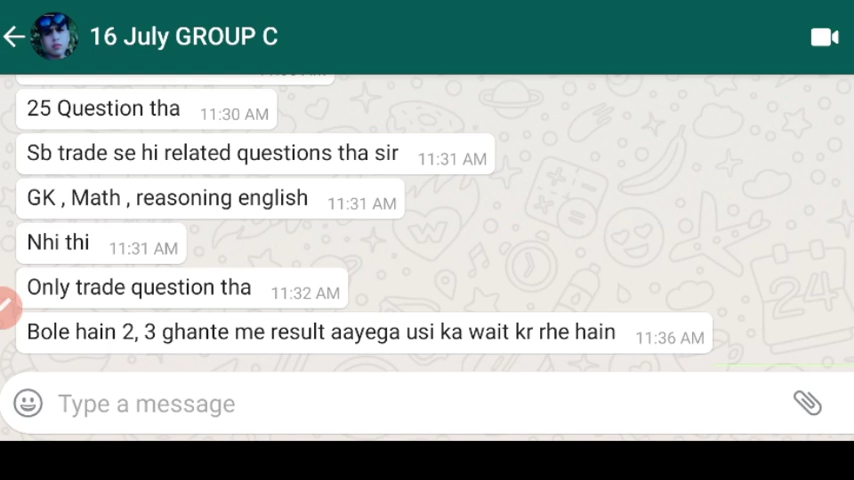 16 July GROUP C
25 Question tha 11:30 AM
Sb trade se hi related questions tha sir 11:31 AM
GK , Math , reasoning english 11:31 AM
Nhi thi 11:31 AM
Only trade question tha 11:32 AM
Bole hain 2, 3 ghante me result aayega usi ka wait kr rhe hain 11:36 AM
Type a message